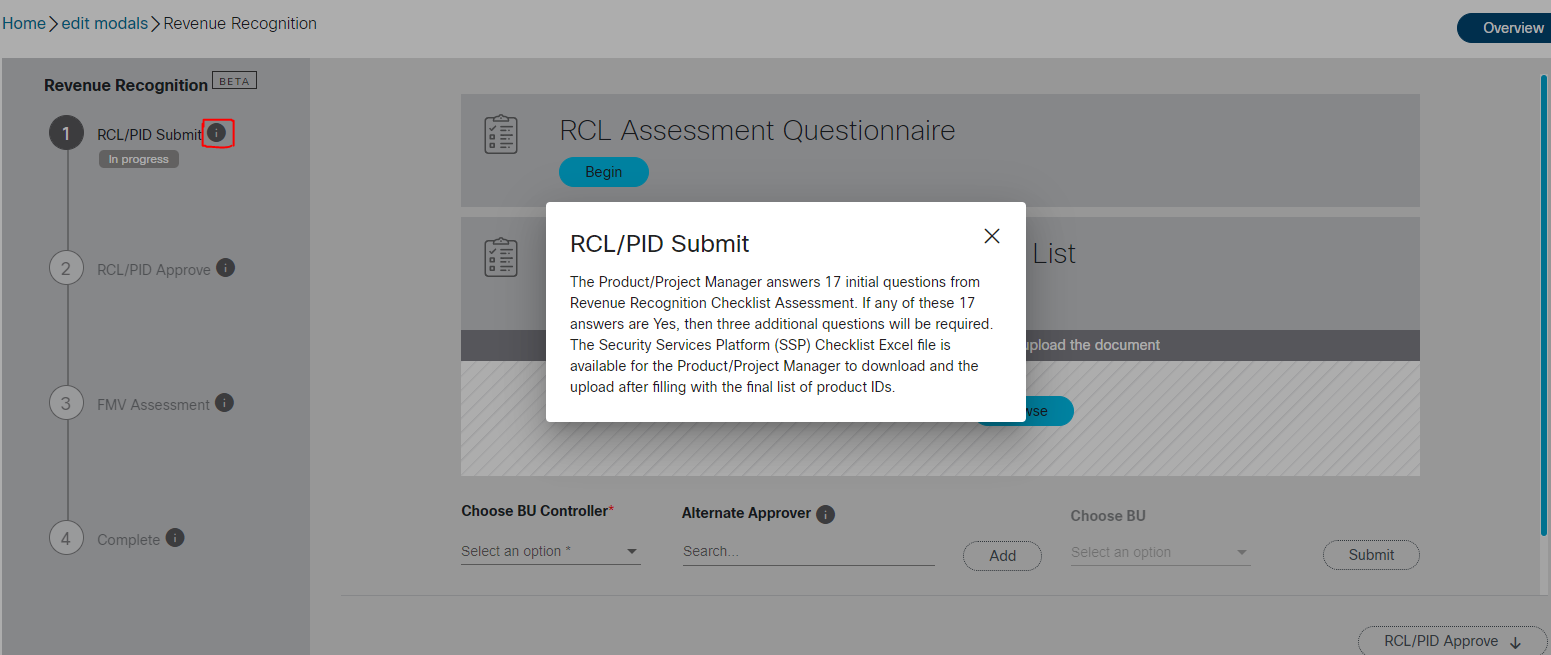 Home > edit modals > Revenue Recognition
Overview
Revenue Recognition BETA
1 RCL/PID Submit i
In progress
2 RCL/PID Approve i
3 FMV Assessment i
4 Complete i
RCL Assessment Questionnaire
Begin
List
RCL/PID Submit
The Product/Project Manager answers 17 initial questions from
Revenue Recognition Checklist Assessment. If any of these 17
answers are Yes, then three additional questions will be required.
The Security Services Platform (SSP) Checklist Excel file is
available for the Product/Project Manager to download and the
upload after filling with the final list of product IDs.
upload the document
Choose BU Controller*
Select an option *
Alternate Approver i
Search...
Add
Choose BU
Select an option
Submit
RCL/PID Approve ↓